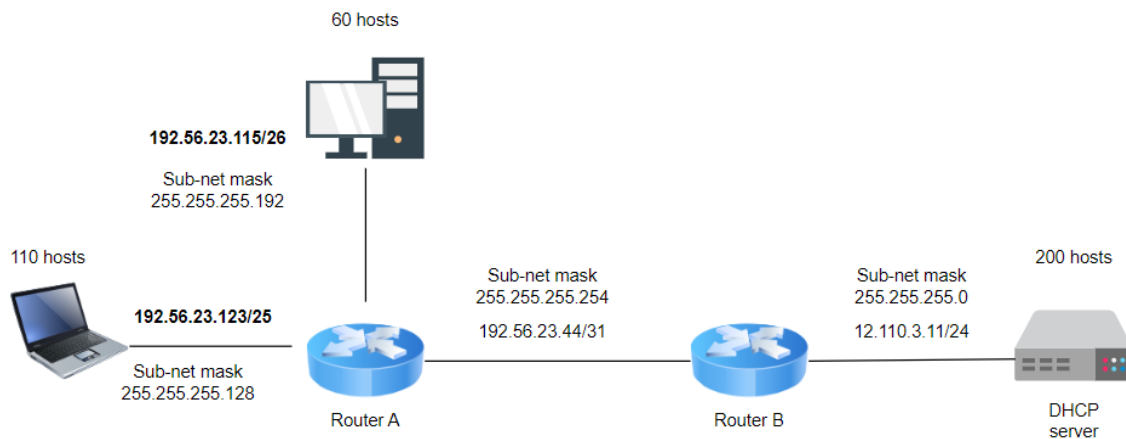 60 hosts
192.56.23.115/26
Sub-net mask
255.255.255.192
110 hosts
192.56.23.123/25
Sub-net mask
255.255.255.128
Router A
Sub-net mask
255.255.255.254
192.56.23.44/31
Router B
Sub-net mask
255.255.255.0
12.110.3.11/24
200 hosts
DHCP
server